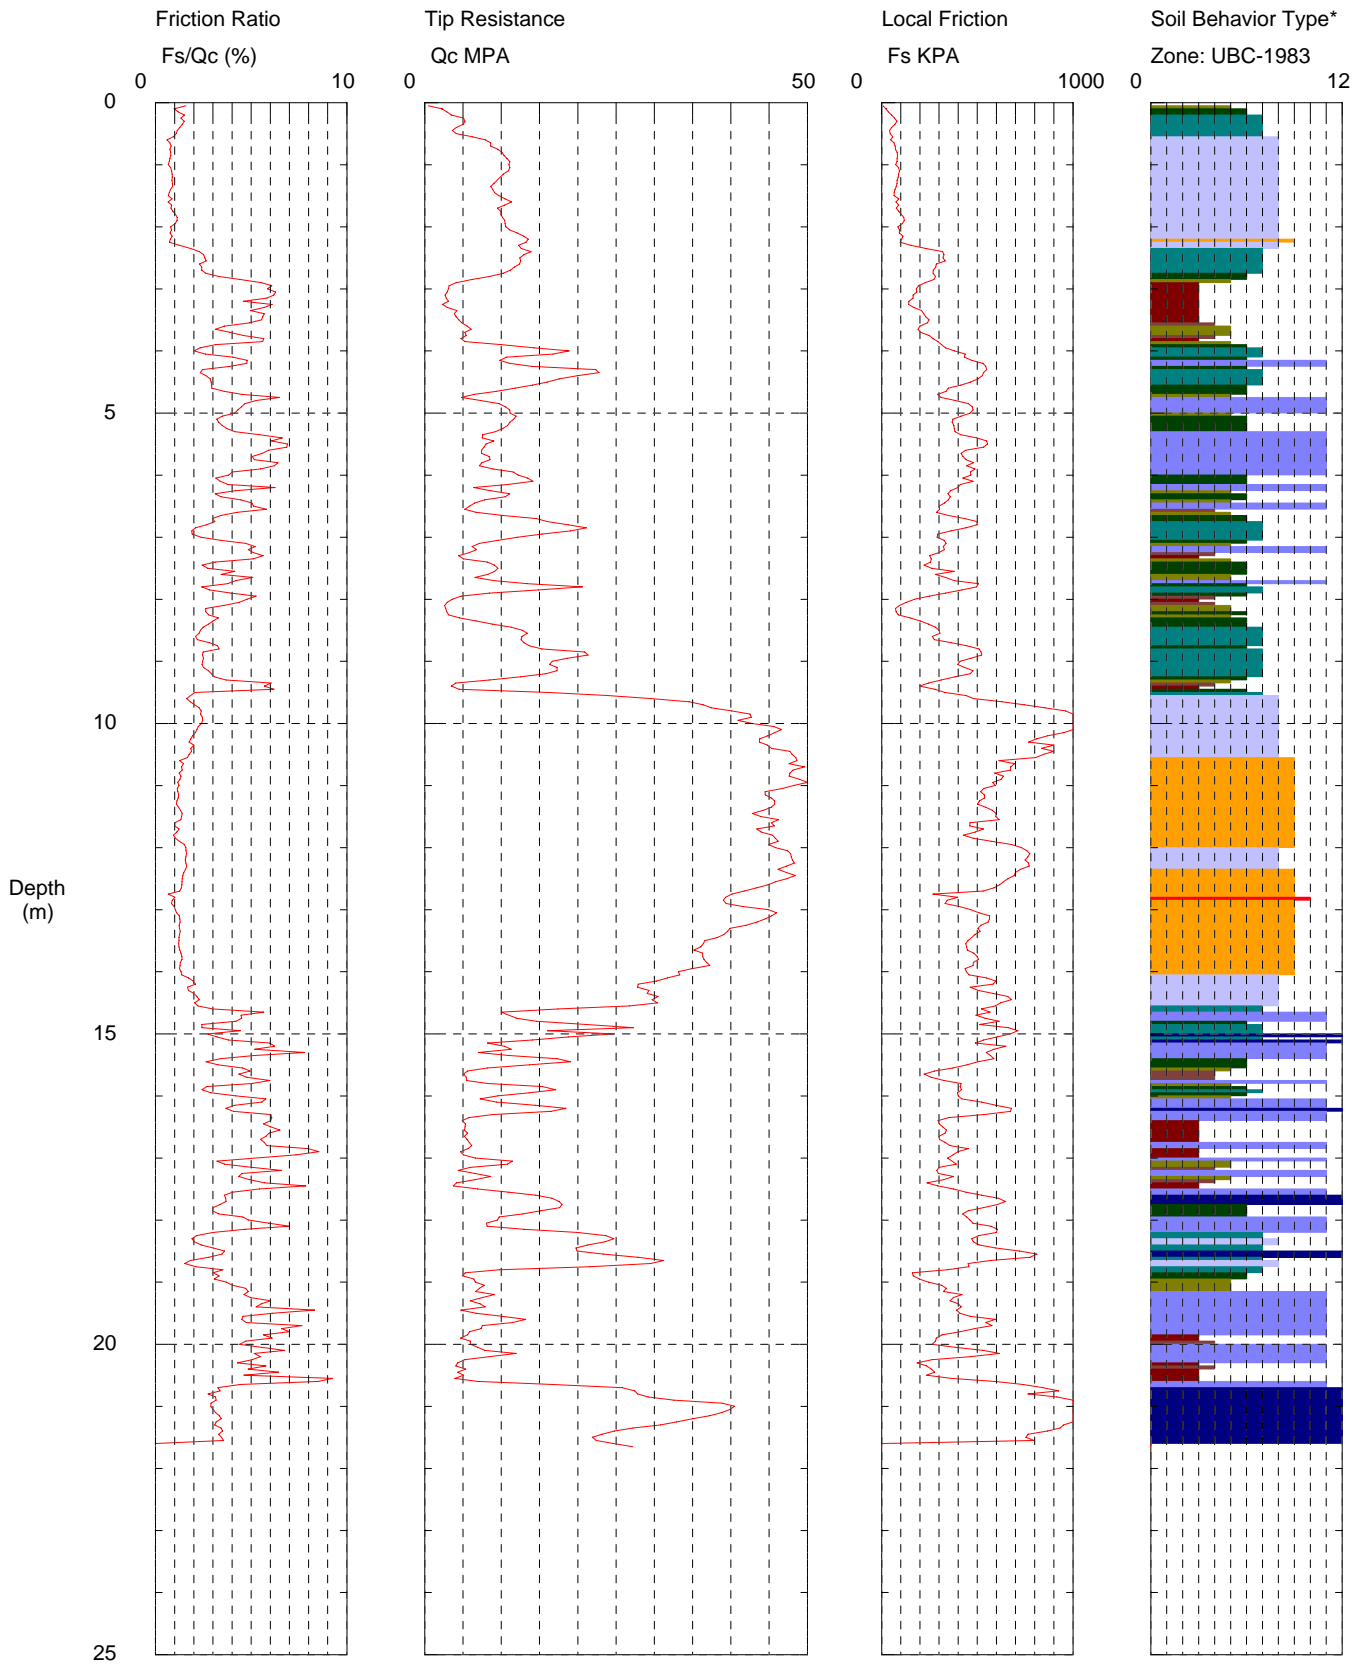 Friction Ratio Tip Resistance Local Friction Soil Behavior Type*
Fs/Qc (%) Qc MPA Fs KPA Zone: UBC-1983
0 10 0 50 0 1000 0 12
0
5
10
Depth
(m)
15
20
25